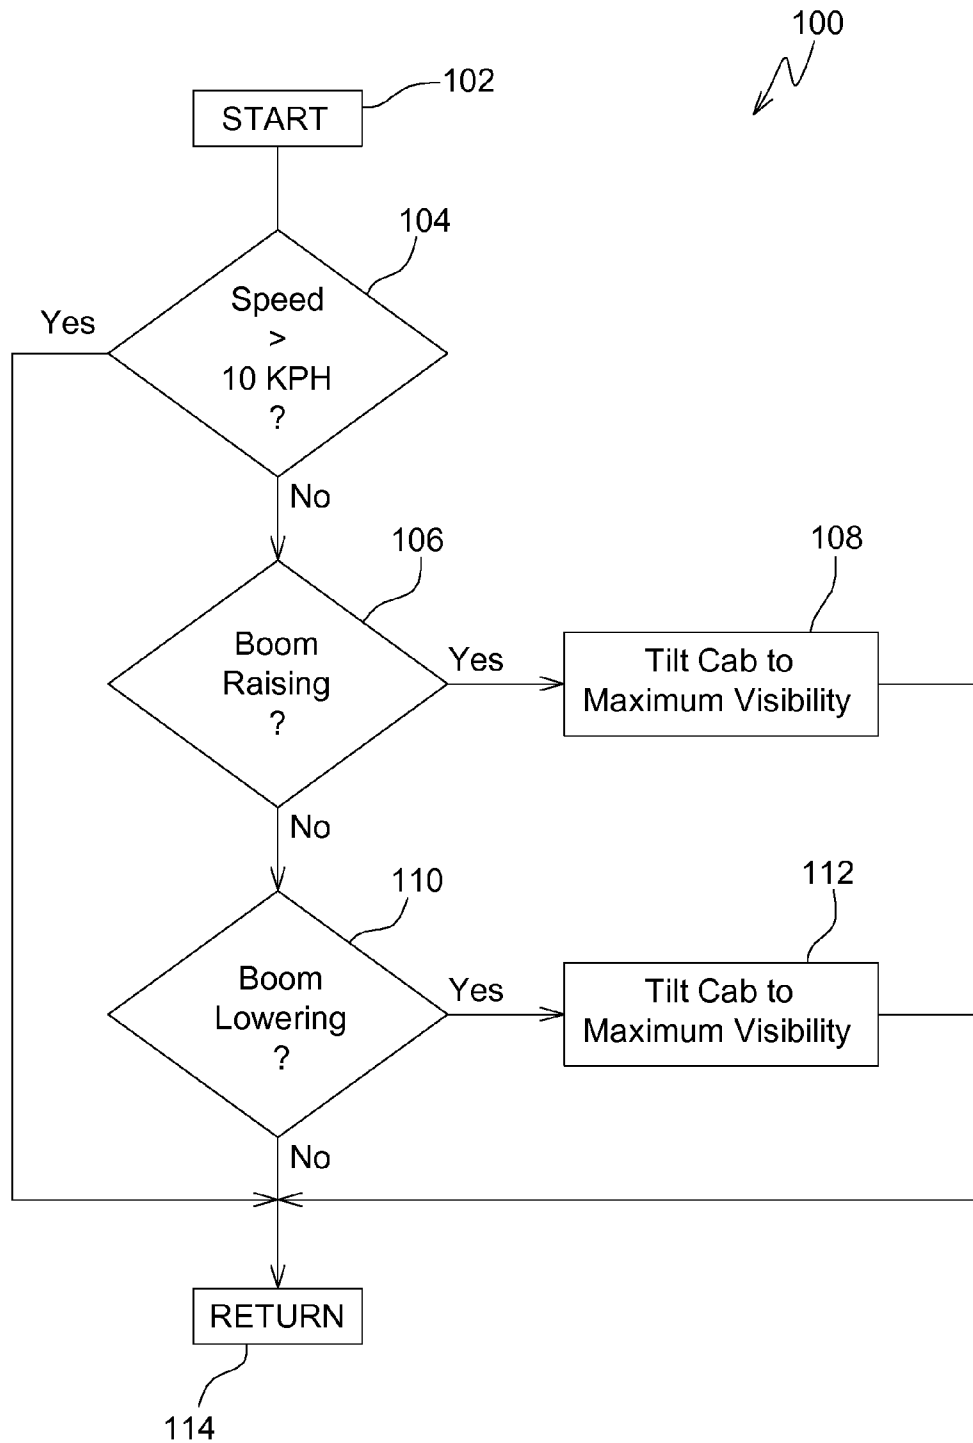 100
102
START
104
Speed
>
10 KPH
?
Yes
No
106
Boom
Raising
?
Yes
108
Tilt Cab to
Maximum Visibility
No
110
Boom
Lowering
?
Yes
112
Tilt Cab to
Maximum Visibility
No
RETURN
114